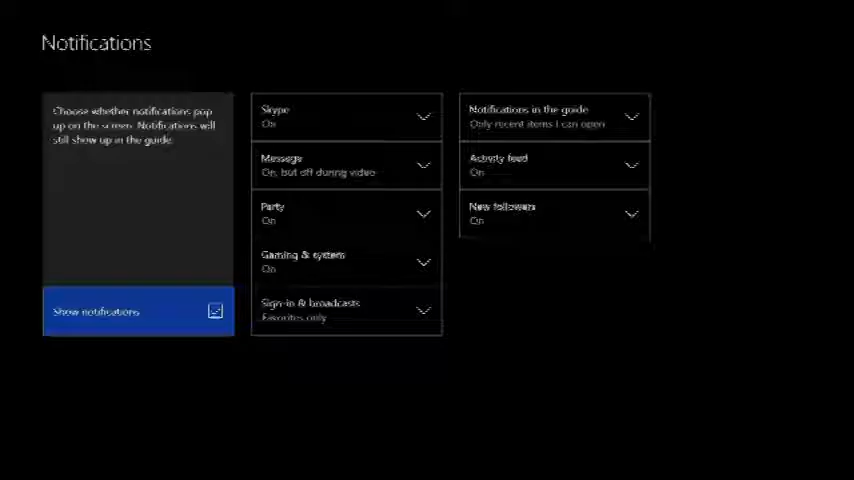 Notifications
Choose whether notifications pop
up on the screen. Notifications will
still show up in the guide.
Show notifications
Skype
On
Message
On, but off during video
Party
On
Gaming & system
On
Sign-in & broadcasts
Favorites only
Notifications in the guide
Only recent items I can open
Activity feed
On
New followers
On